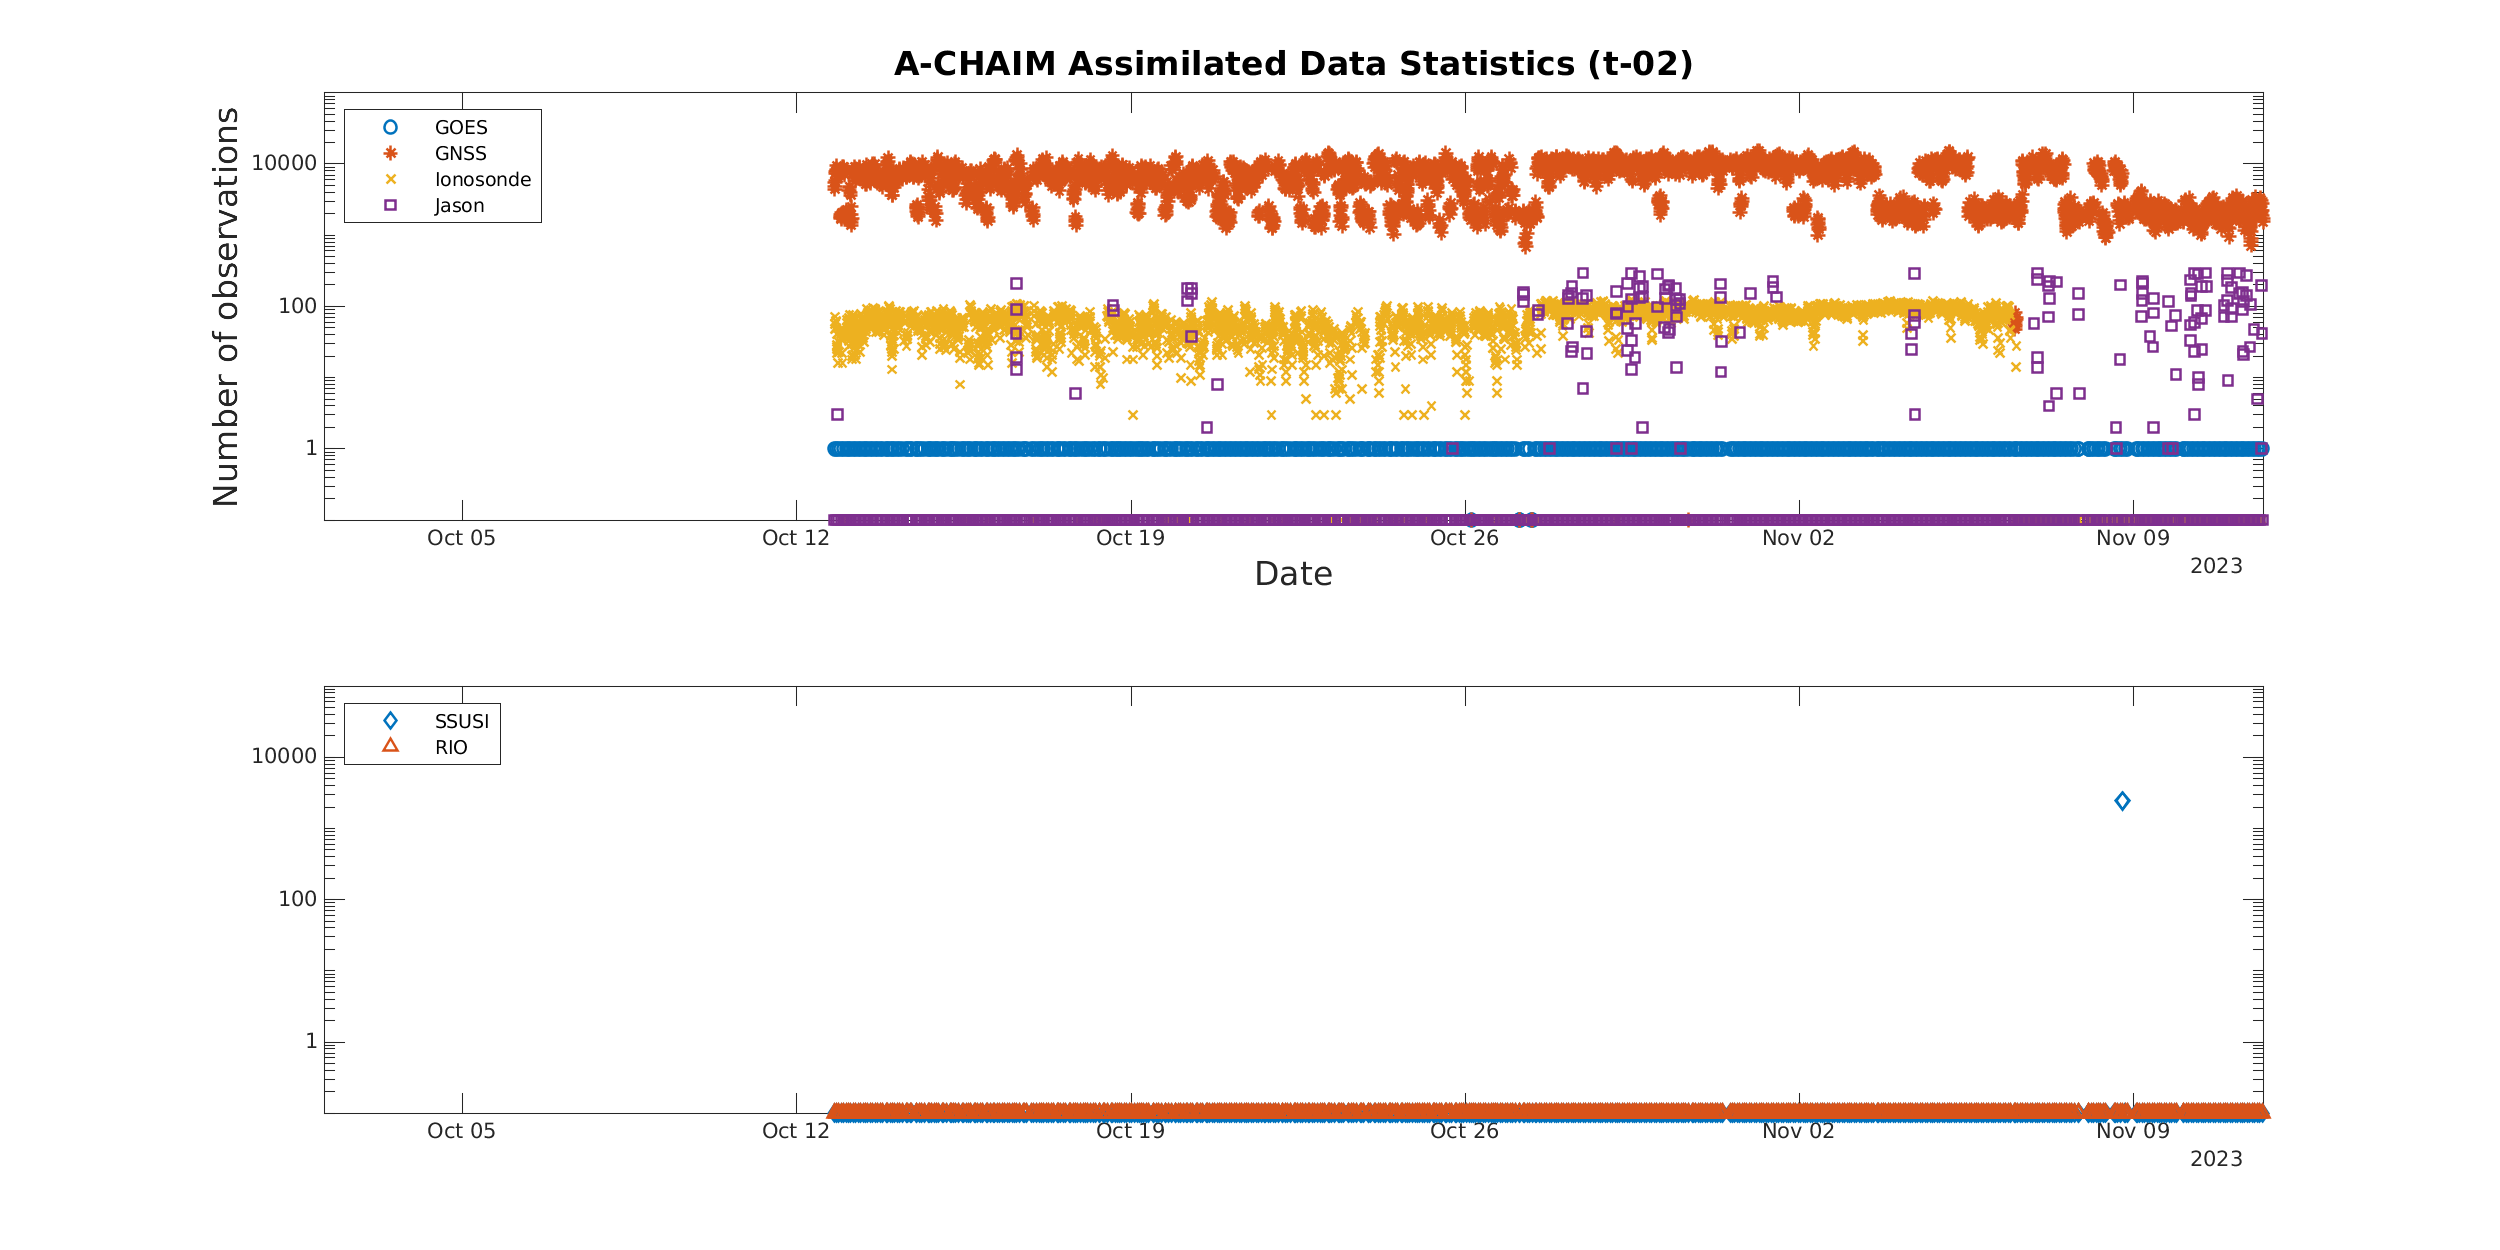 A-CHAIM Assimilated Data Statistics (t-02)
Number of observations
10000
100
1
GOES
GNSS
Ionosonde
Jason
Oct 05
Oct 12
Oct 19
Oct 26
Nov 02
Nov 09
2023
Date
10000
100
1
SSUSI
RIO
Oct 05
Oct 12
Oct 19
Oct 26
Nov 02
Nov 09
2023